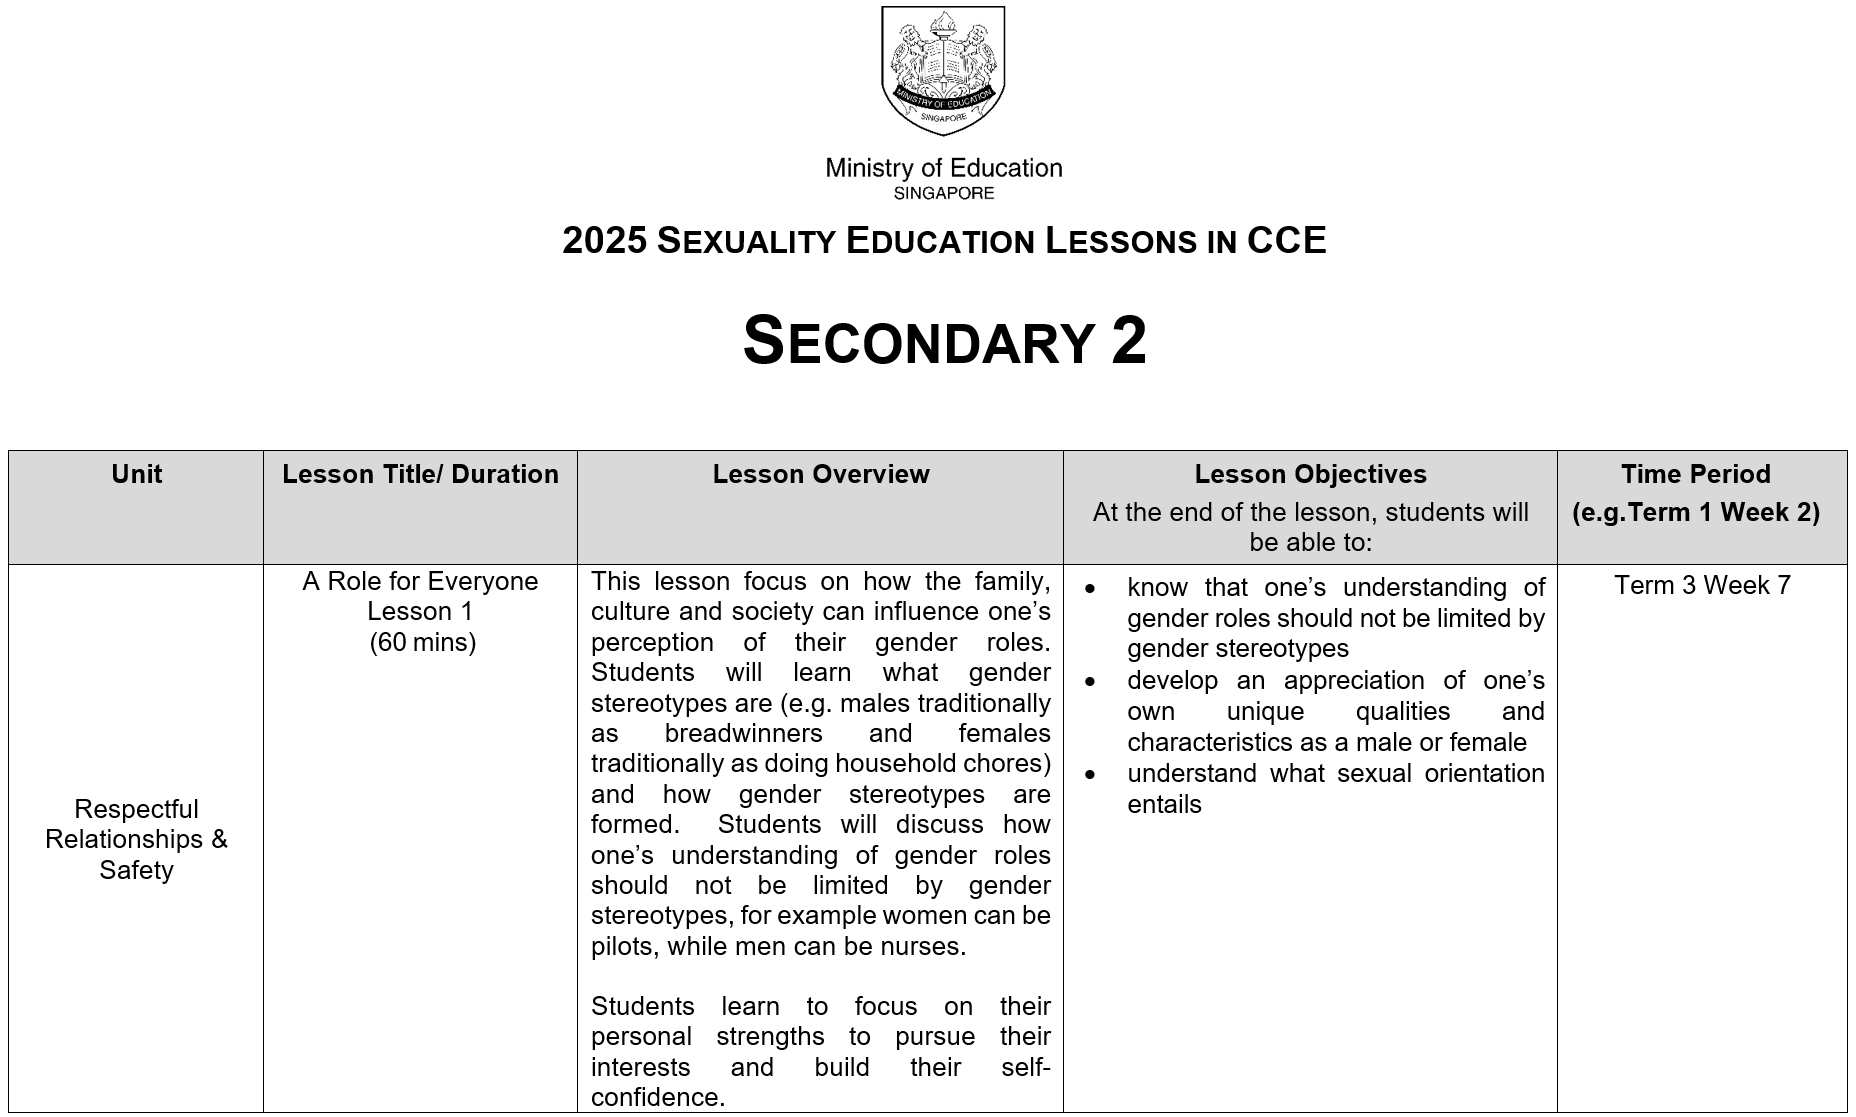 MINISTRY OF EDUCATION
SINGAPORE
Ministry of Education
SINGAPORE
2025 SEXUALITY EDUCATION LESSONS IN CCE
SECONDARY 2
Unit
Lesson Title/ Duration
Lesson Overview
Lesson Objectives
At the end of the lesson, students will
be able to:
Time Period
(e.g.Term 1 Week 2)
Respectful
Relationships &
Safety
A Role for Everyone
Lesson 1
(60 mins)
This lesson focus on how the family,
culture and society can influence one’s
perception of their gender roles.
Students will learn what gender
stereotypes are (e.g. males traditionally
as breadwinners and females
traditionally as doing household chores)
and how gender stereotypes are
formed. Students will discuss how
one’s understanding of gender roles
should not be limited by gender
stereotypes, for example women can be
pilots, while men can be nurses.
Students learn to focus on their
personal strengths to pursue their
interests and build their self-
confidence.
• know that one’s understanding of
gender roles should not be limited by
gender stereotypes
• develop an appreciation of one’s
own unique qualities and
characteristics as a male or female
• understand what sexual orientation
entails
Term 3 Week 7